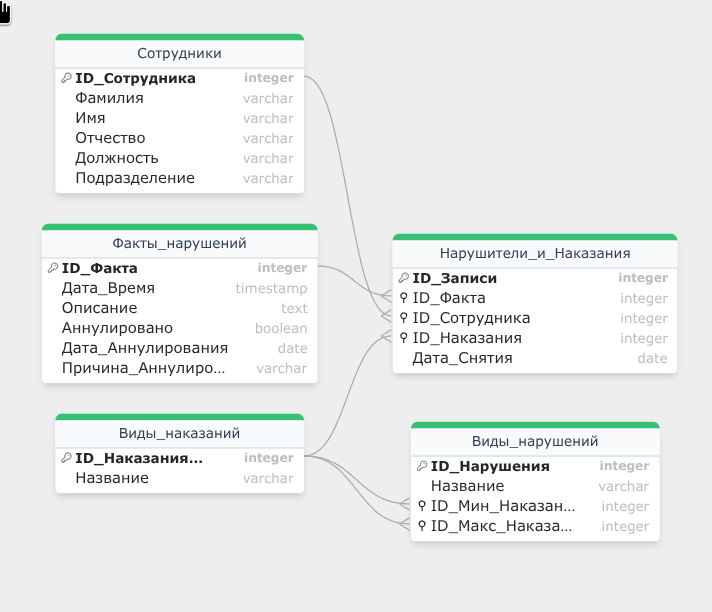 Сотрудники
ID_Сотрудника integer
Фамилия varchar
Имя varchar
Отчество varchar
Должность varchar
Подразделение varchar
Факты_нарушений
ID_Факта integer
Дата_Время timestamp
Описание text
Аннулировано boolean
Дата_Аннулирования date
Причина_Аннулиро... varchar
Нарушители_и_Наказания
ID_Записи integer
ID_Факта integer
ID_Сотрудника integer
ID_Наказания integer
Дата_Снятия date
Виды_наказаний
ID_Наказания... integer
Название varchar
Виды_нарушений
ID_Нарушения integer
Название varchar
ID_Мин_Наказан... integer
ID_Макс_Наказа... integer